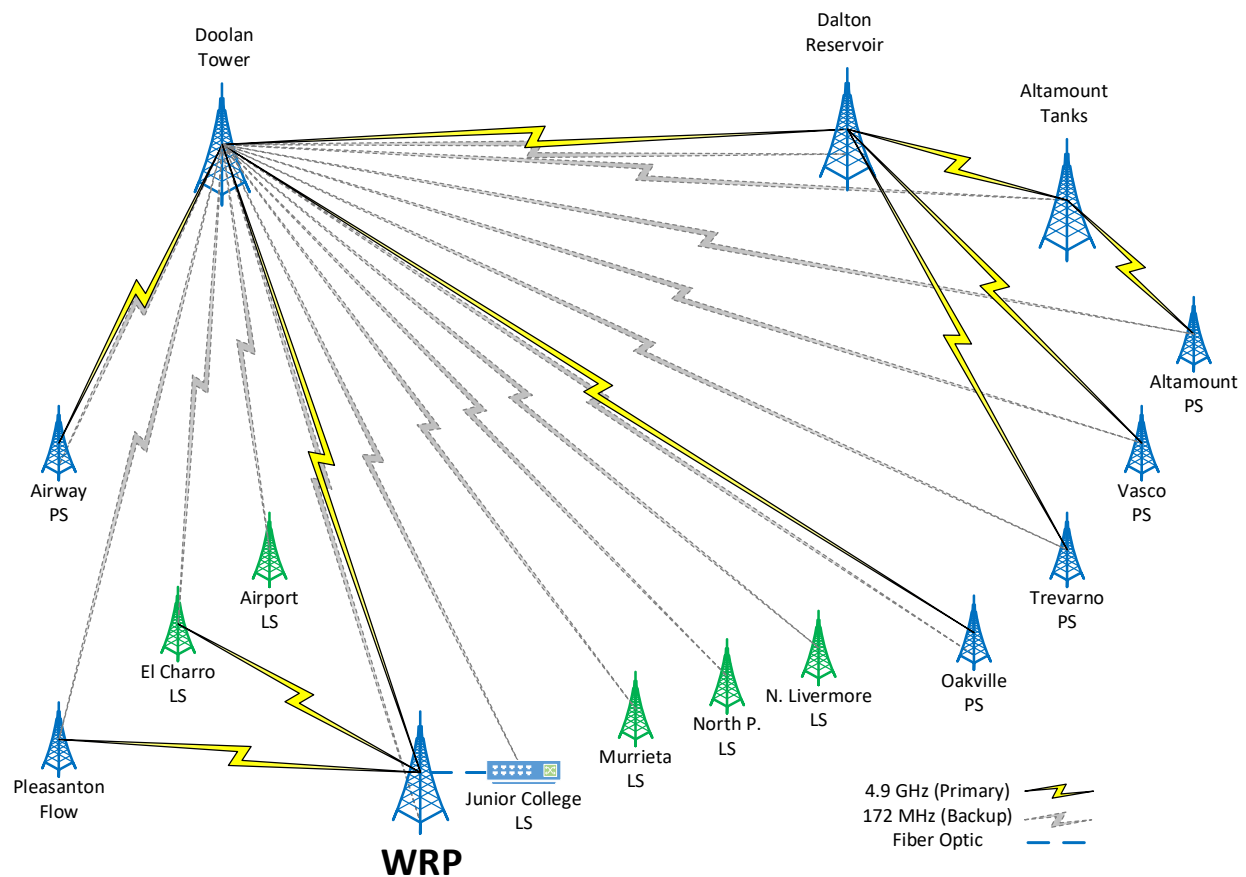 Doolan
Tower
Dalton
Reservoir
Altamount
Tanks
Altamount
PS
Airway
PS
Vasco
PS
Airport
LS
Trevarno
PS
El Charro
LS
Oakville
PS
N. Livermore
LS
North P.
LS
Murrieta
LS
Pleasanton
Flow
Junior College
LS
WRP
4.9 GHz (Primary)
172 MHz (Backup)
Fiber Optic